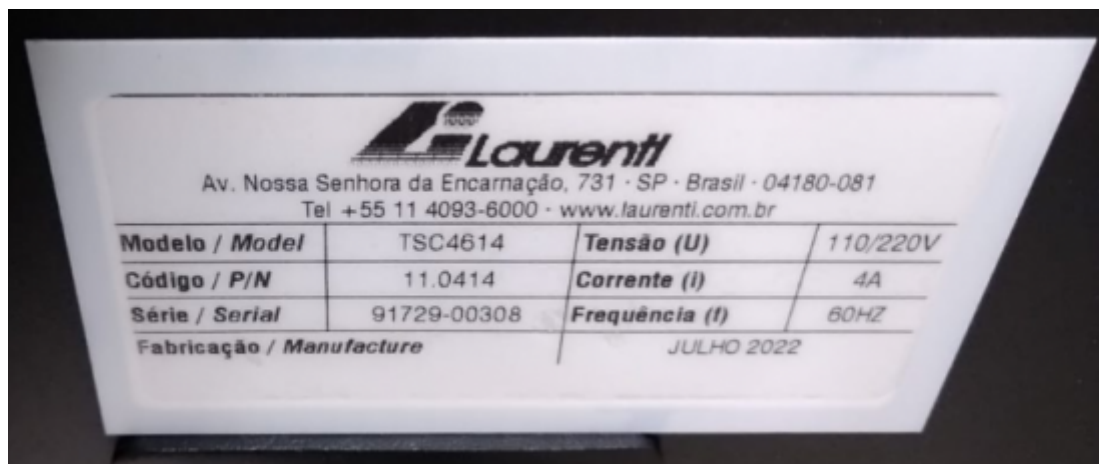 Laurenti
Av. Nossa Senhora da Encarnação, 731 · SP · Brasil · 04180-081
Tel +55 11 4093-6000 · www.laurenti.com.br
Modelo / Model TSC4614 Tensão (U) 110/220V
Código / P/N 11.0414 Corrente (i) 4A
Série / Serial 91729-00308 Frequência (f) 60HZ
Fabricação / Manufacture JULHO 2022